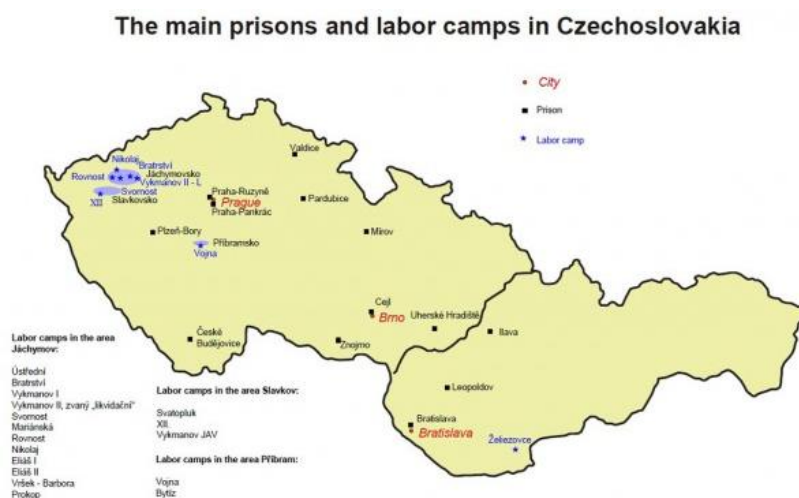 The main prisons and labor camps in Czechoslovakia
City
Prison
Labor camp
Valdice
Nikolaj
Bratrství
Rovnost
Jáchymovsko
Vykmanov II - L
Svornost
XII
Slavkovsko
Praha-Ruzyně
Prague
Praha-Pankrác
Pardubice
Plzeň-Bory
Mírov
Příbramsko
Vojna
Cejl
Brno
Uherské Hradiště
Ilava
České
Budějovice
Znojmo
Leopoldov
Bratislava
Bratislava
Želiezovce
Labor camps in the area
Jáchymov:
Ústřední
Bratrství
Vykmanov I
Vykmanov II, zvaný „likvidační“
Svornost
Mariánská
Rovnost
Nikolaj
Eliáš I
Eliáš II
Vršek - Barbora
Prokop
Labor camps in the area Slavkov:
Svatopluk
XII.
Vykmanov JAV
Labor camps in the area Příbram:
Vojna
Bytíz